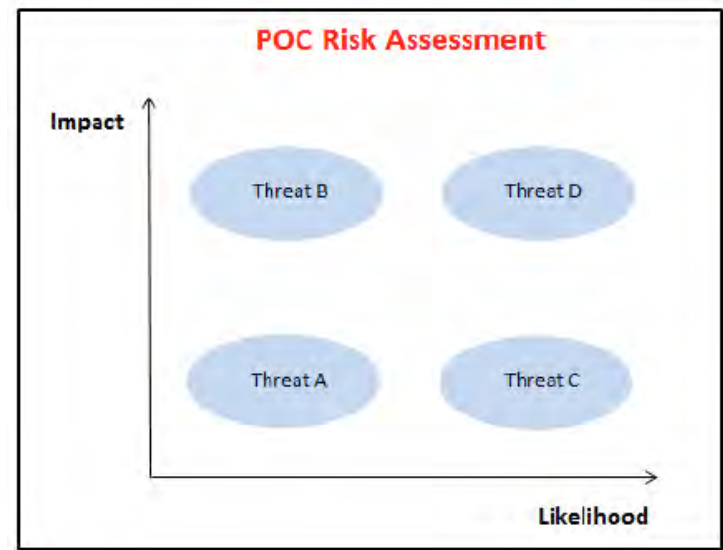 POC Risk Assessment
Impact
Threat B
Threat D
Threat A
Threat C
Likelihood